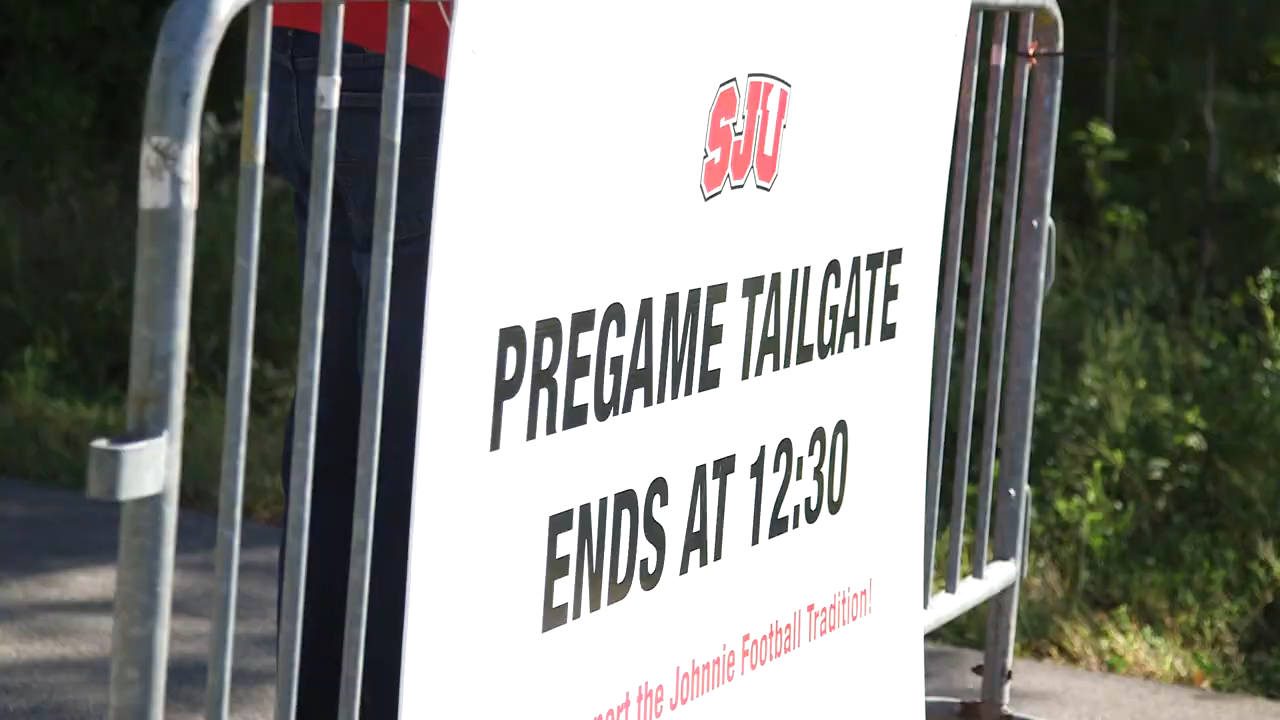 SJU
PREGAME TAILGATE
ENDS AT 12:30
the Johnnie Football Tradition!